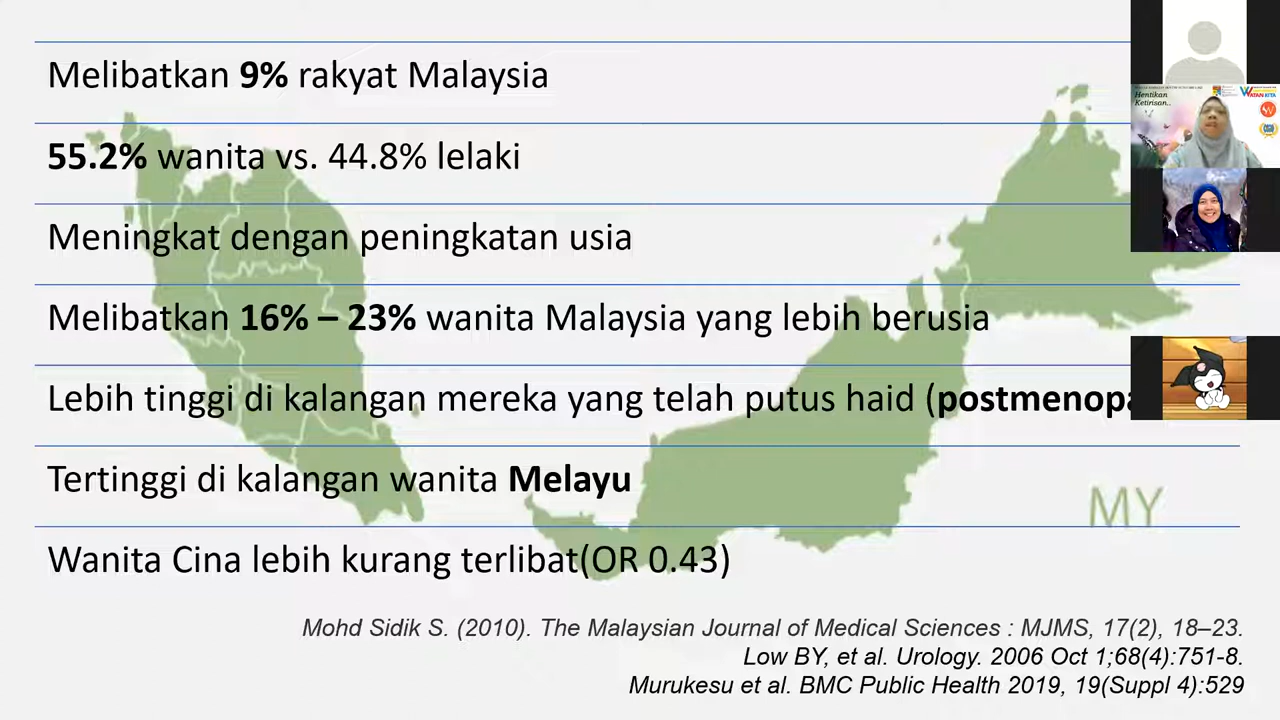 Melibatkan 9% rakyat Malaysia
55.2% wanita vs. 44.8% lelaki
Meningkat dengan peningkatan usia
Melibatkan 16% – 23% wanita Malaysia yang lebih berusia
Lebih tinggi di kalangan mereka yang telah putus haid (postmenopa
Tertinggi di kalangan wanita Melayu
MY
Wanita Cina lebih kurang terlibat(OR 0.43)
Mohd Sidik S. (2010). The Malaysian Journal of Medical Sciences : MJMS, 17(2), 18–23.
Low BY, et al. Urology. 2006 Oct 1;68(4):751-8.
Murukesu et al. BMC Public Health 2019, 19(Suppl 4):529
Hentikan
Ketirisan..